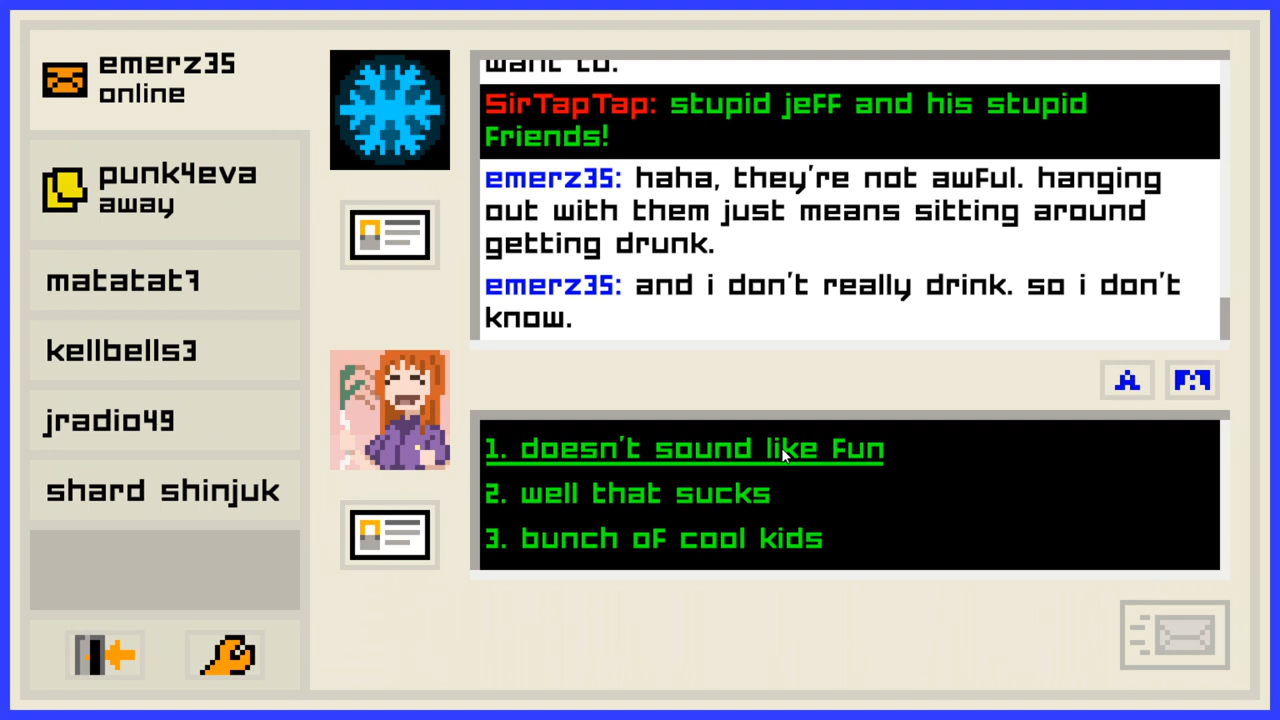 emerz35
online
punk4eva
away
matatat7
kellbells3
jradio49
shard shinjuk
want to.
SirTapTap: stupid jeff and his stupid
friends!
emerz35: haha, they're not awful. hanging
out with them just means sitting around
getting drunk.
emerz35: and i don't really drink. so i don't
know.
A
1. doesn't sound like fun
2. well that sucks
3. bunch of cool kids